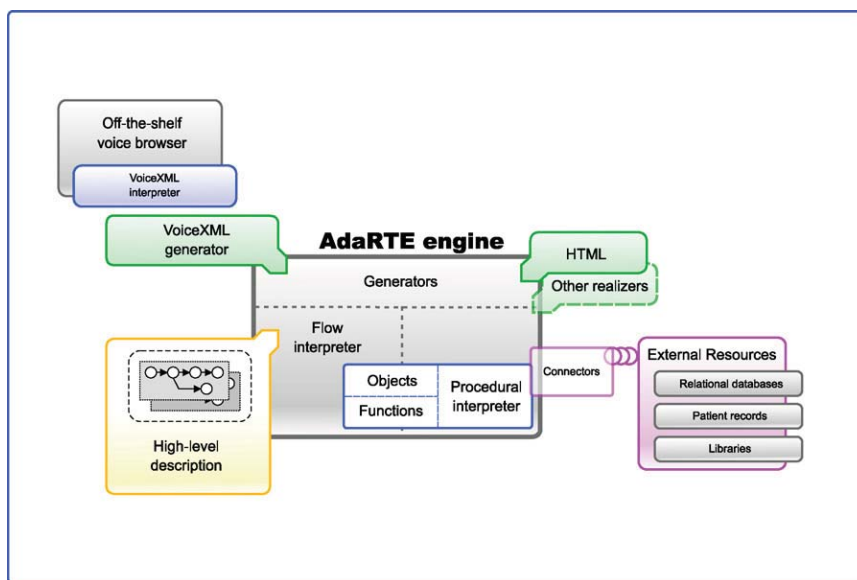 Off-the-shelf
voice browser
VoiceXML
interpreter
VoiceXML
generator
AdaRTE engine
HTML
Other realizers
Generators
Flow
interpreter
Objects
Functions
Procedural
interpreter
Connectors
External Resources
Relational databases
Patient records
Libraries
High-level
description